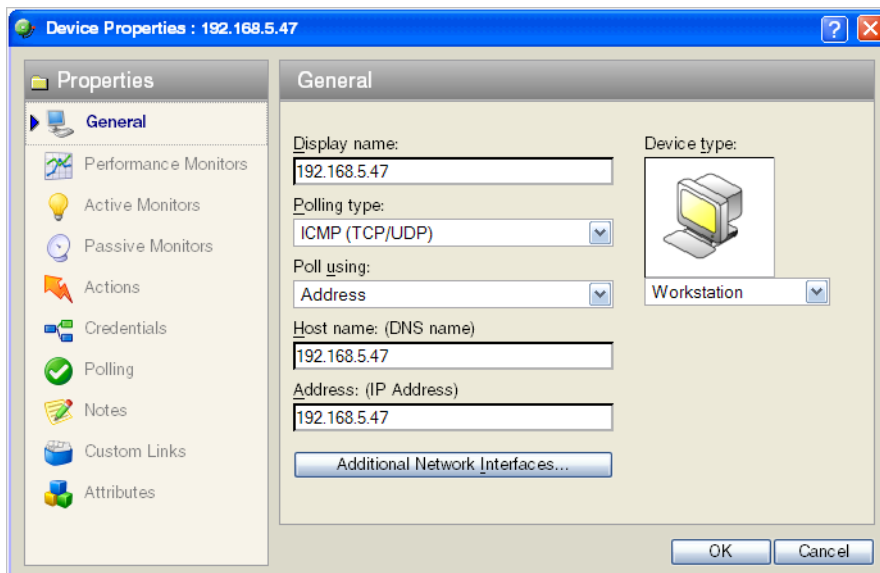 Device Properties : 192.168.5.47
?
Properties
General
Performance Monitors
Active Monitors
Passive Monitors
Actions
Credentials
Polling
Notes
Custom Links
Attributes
General
Display name:
192.168.5.47
Polling type:
ICMP (TCP/UDP)
Poll using:
Address
Host name: (DNS name)
192.168.5.47
Address: (IP Address)
192.168.5.47
Additional Network Interfaces...
Device type:
Workstation
OK
Cancel